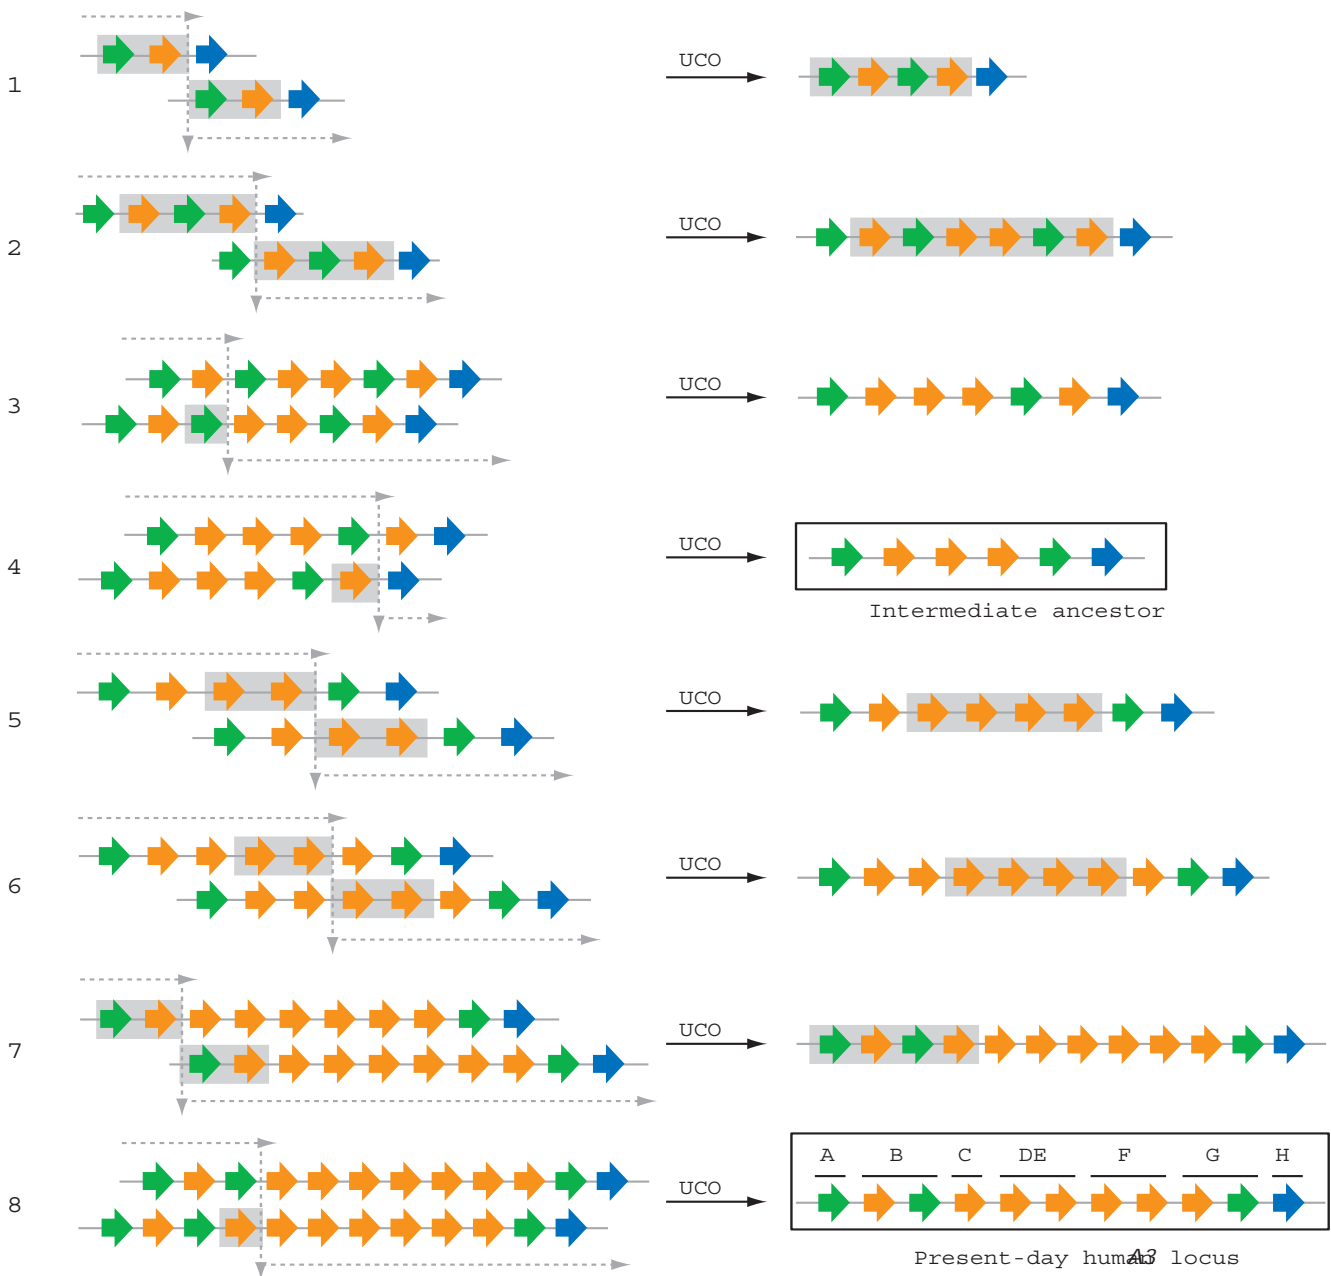 1 UCO
2 UCO
3 UCO
4 UCO
Intermediate ancestor
5 UCO
6 UCO
7 UCO
A B C DE F G H
8 UCO
Present-day human A3 locus